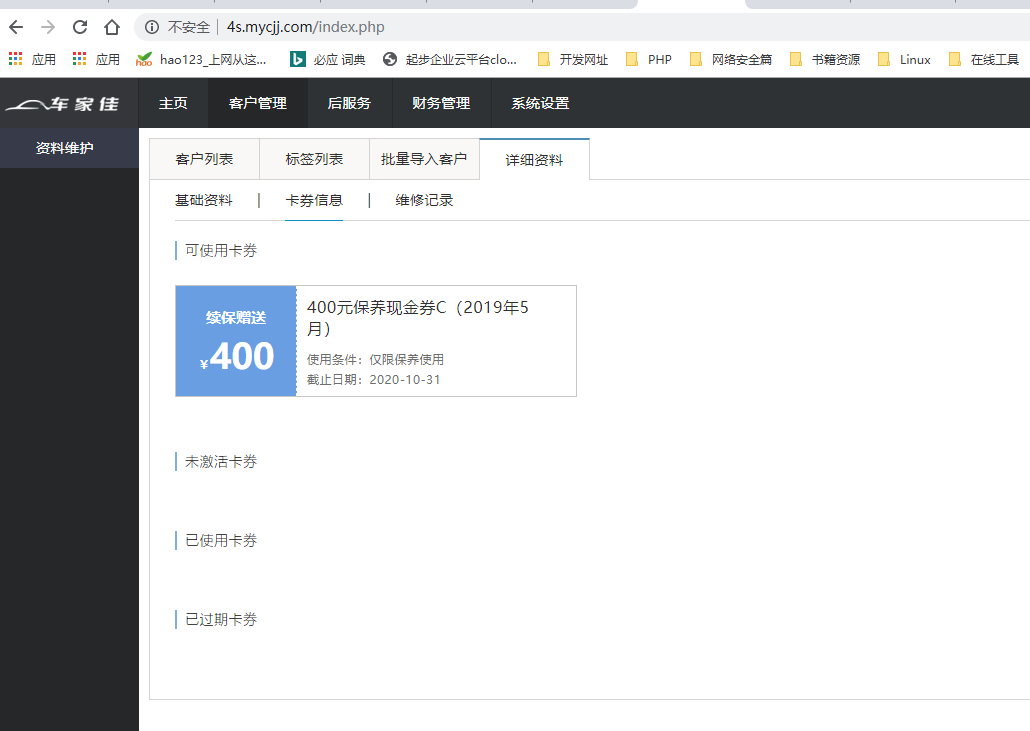 不安全 4s.mycjj.com/index.php
应用 应用 hao123_上网从这... 必应 词典 起步企业云平台clo... 开发网址 PHP 网络安全篇 书籍资源 Linux 在线工具
车家佳 主页 客户管理 后服务 财务管理 系统设置
资料维护
客户列表 标签列表 批量导入客户 详细资料
基础资料 | 卡券信息 | 维修记录
可使用卡券
续保赠送
¥400
400元保养现金券C（2019年5
月）
使用条件：仅限保养使用
截止日期：2020-10-31
未激活卡券
已使用卡券
已过期卡券